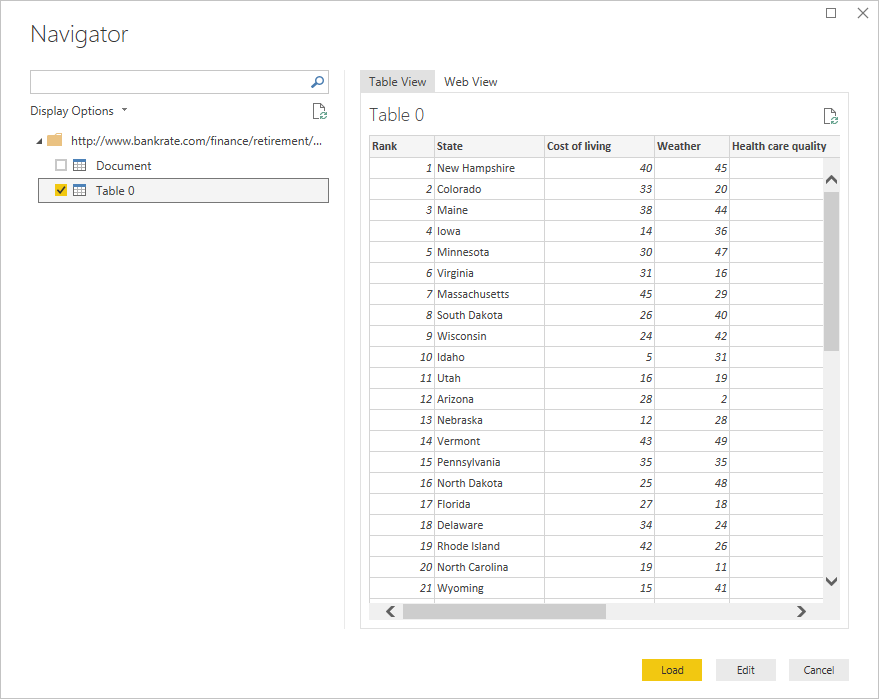 Navigator
Display Options
http://www.bankrate.com/finance/retirement/...
Document
Table 0
Table View Web View
Table 0
Rank State Cost of living Weather Health care quality
1 New Hampshire 40 45
2 Colorado 33 20
3 Maine 38 44
4 Iowa 14 36
5 Minnesota 30 47
6 Virginia 31 16
7 Massachusetts 45 29
8 South Dakota 26 40
9 Wisconsin 24 42
10 Idaho 5 31
11 Utah 16 19
12 Arizona 28 2
13 Nebraska 12 28
14 Vermont 43 49
15 Pennsylvania 35 35
16 North Dakota 25 48
17 Florida 27 18
18 Delaware 34 24
19 Rhode Island 42 26
20 North Carolina 19 11
21 Wyoming 15 41
Load Edit Cancel